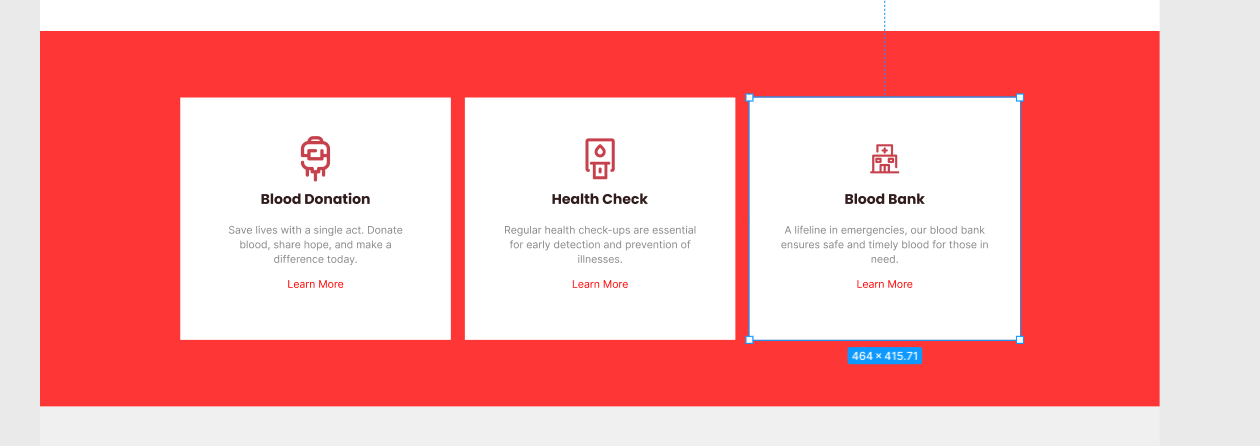 Blood Donation
Save lives with a single act. Donate
blood, share hope, and make a
difference today.
Learn More
Health Check
Regular health check-ups are essential
for early detection and prevention of
illnesses.
Learn More
Blood Bank
A lifeline in emergencies, our blood bank
ensures safe and timely blood for those in
need.
Learn More
464 × 415.71